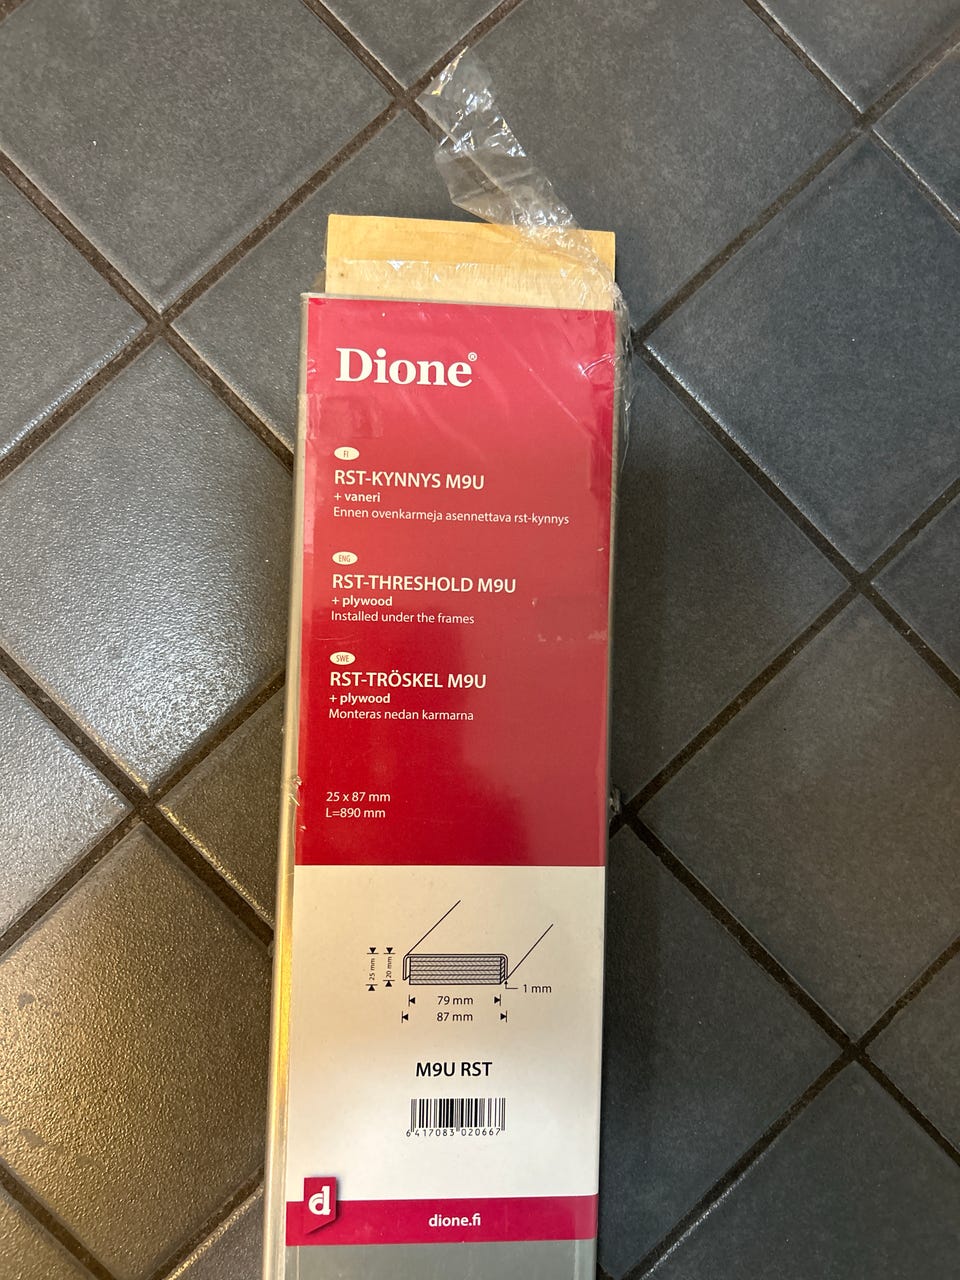 Dione®
FI
RST-KYNNYS M9U
+ vaneri
Ennen ovenkarmeja asennettava rst-kynnys
ENG
RST-THRESHOLD M9U
+ plywood
Installed under the frames
SWE
RST-TRÖSKEL M9U
+ plywood
Monteras nedan karmarna
25 x 87 mm
L=890 mm
25 mm
20 mm
1 mm
79 mm
87 mm
M9U RST
6 417083 020667
d
dione.fi